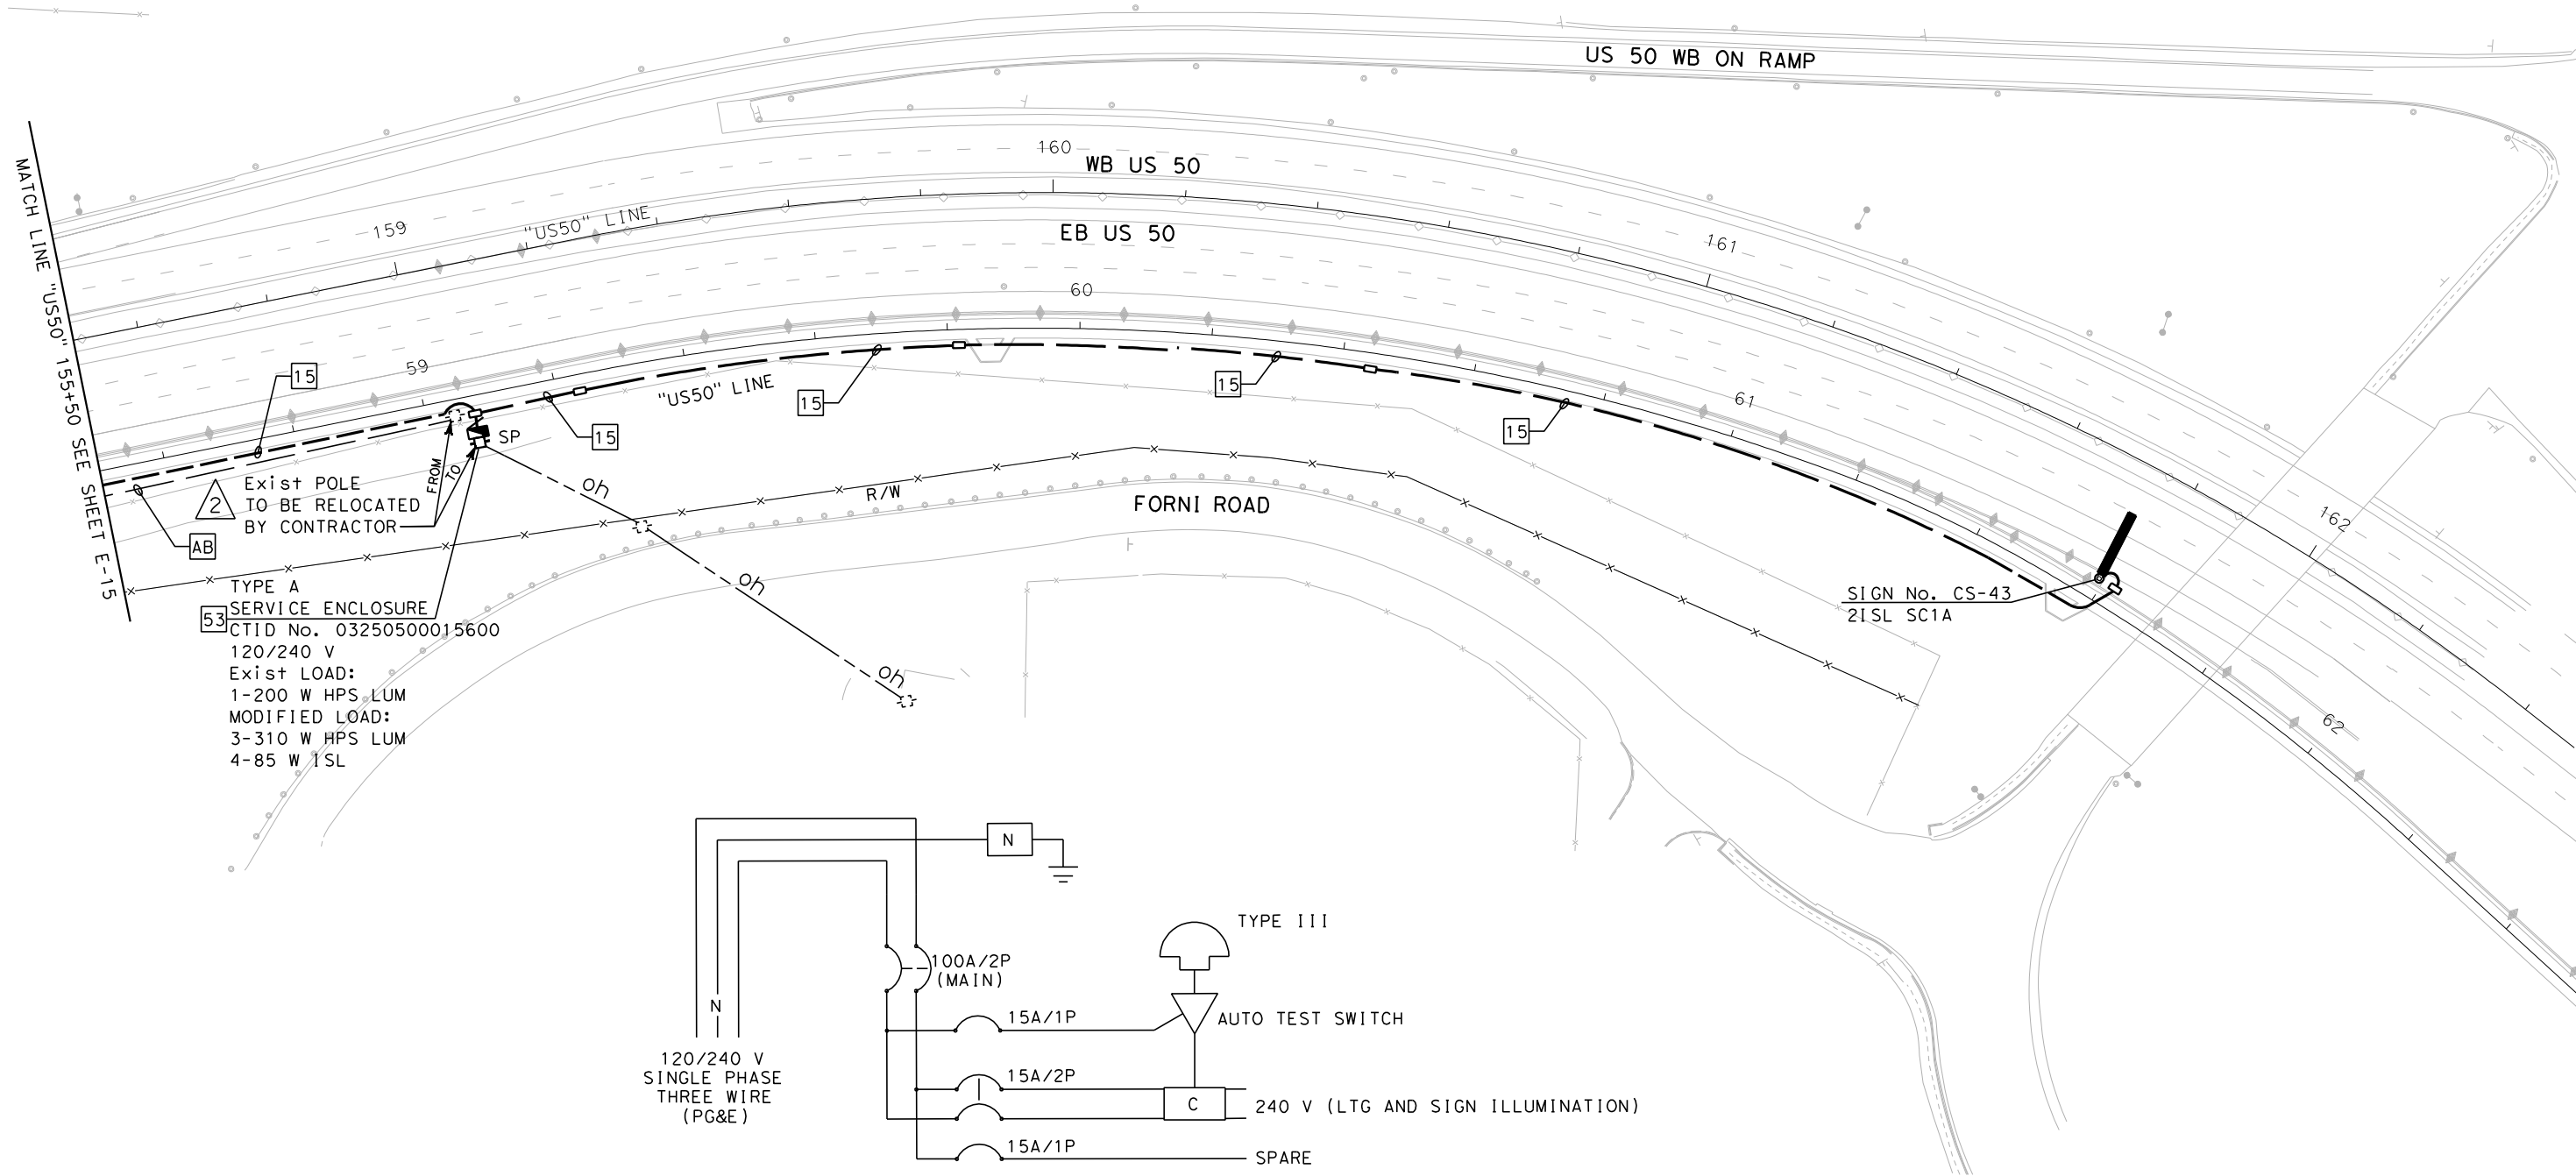 US 50 WB ON RAMP
160
WB US 50
159
"US50" LINE
EB US 50
161
60
MATCH LINE "US50" 155+50 SEE SHEET E-15
59
15
"US50" LINE
15
15
61
15
15
SP
FROM
TO
2
Exist POLE
TO BE RELOCATED
BY CONTRACTOR
AB
oh
R/W
FORNI ROAD
162
oh
oh
TYPE A
SERVICE ENCLOSURE
53
CTID No. 03250500015600
120/240 V
Exist LOAD:
1-200 W HPS LUM
MODIFIED LOAD:
3-310 W HPS LUM
4-85 W ISL
SIGN No. CS-43
2ISL SC1A
62
N
TYPE III
100A/2P
(MAIN)
N
15A/1P
AUTO TEST SWITCH
120/240 V
SINGLE PHASE
THREE WIRE
(PG&E)
15A/2P
C
240 V (LTG AND SIGN ILLUMINATION)
15A/1P
SPARE